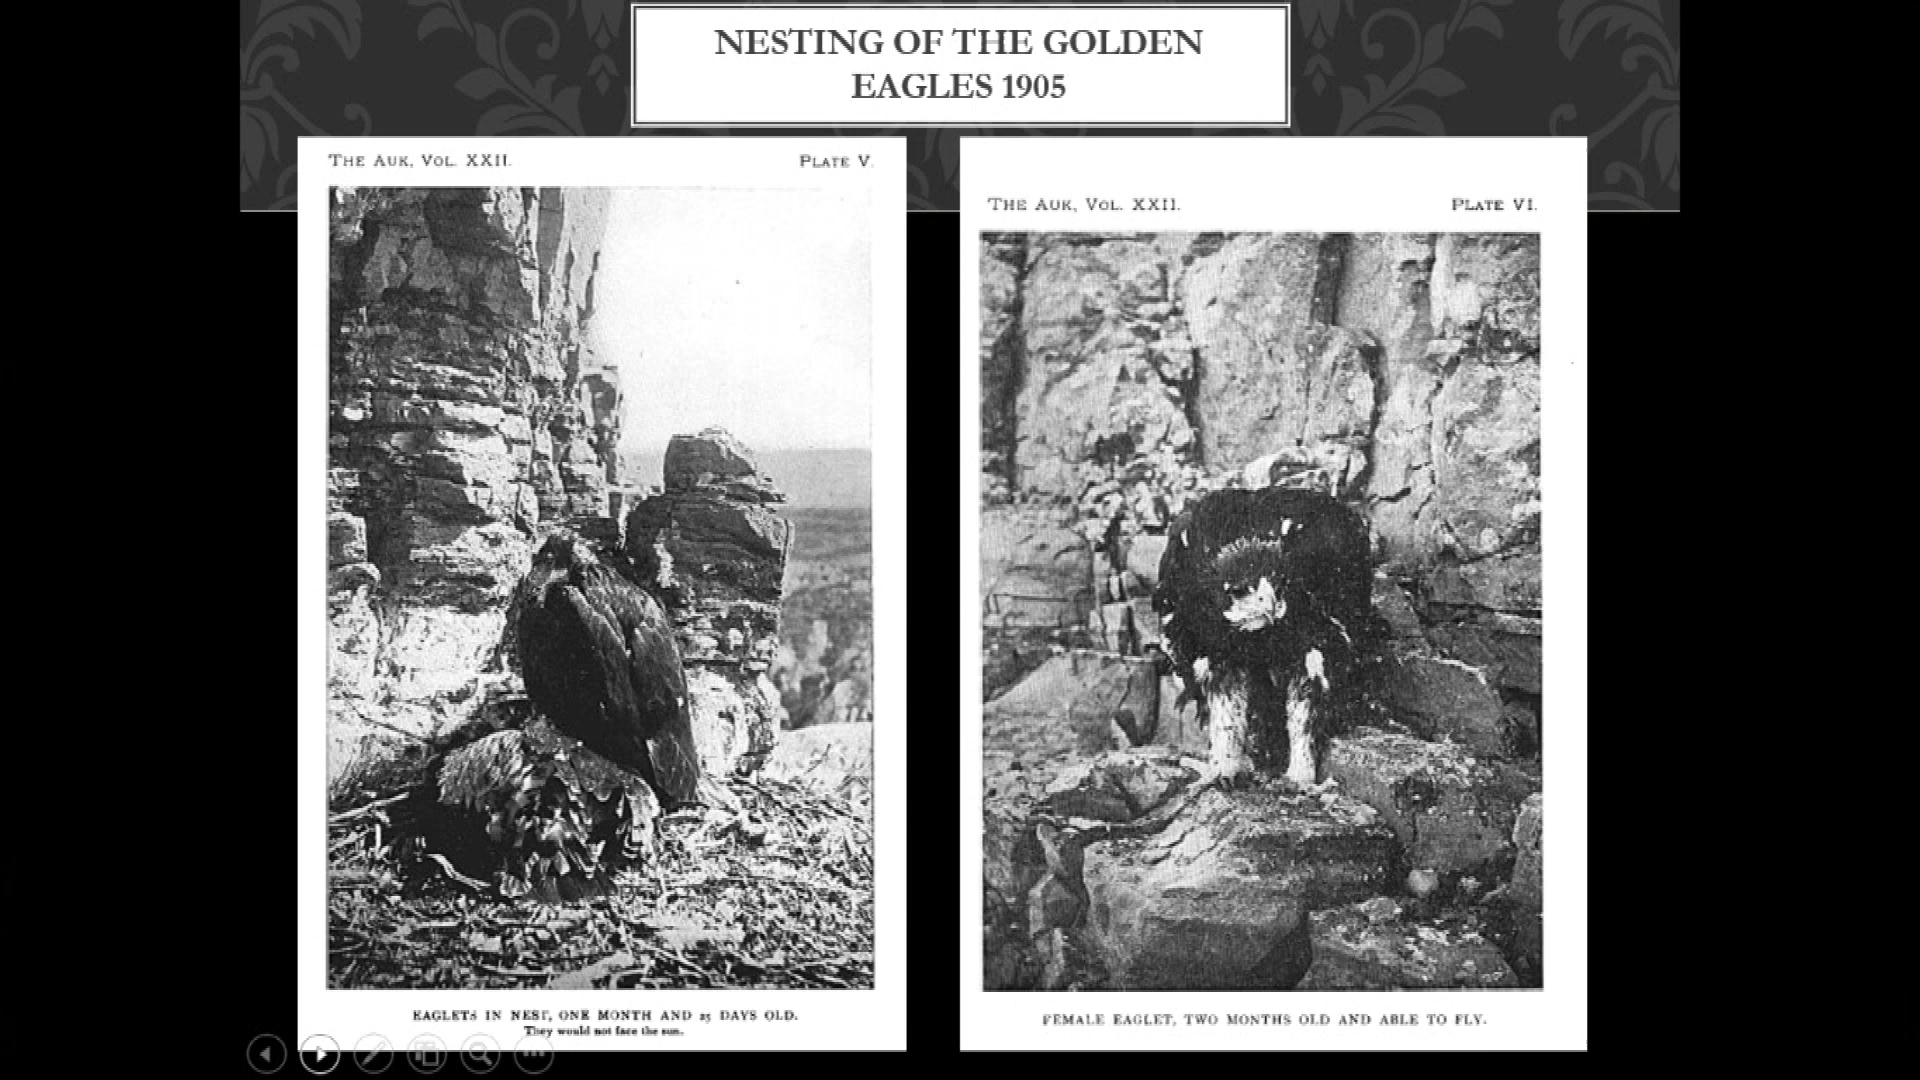 NESTING OF THE GOLDEN
EAGLES 1905
THE AUK, VOL. XXII.
PLATE V.
EAGLETS IN NEST, ONE MONTH AND 25 DAYS OLD.
They would not face the sun.
THE AUK, VOL. XXII.
PLATE VI.
FEMALE EAGLET, TWO MONTHS OLD AND ABLE TO FLY.